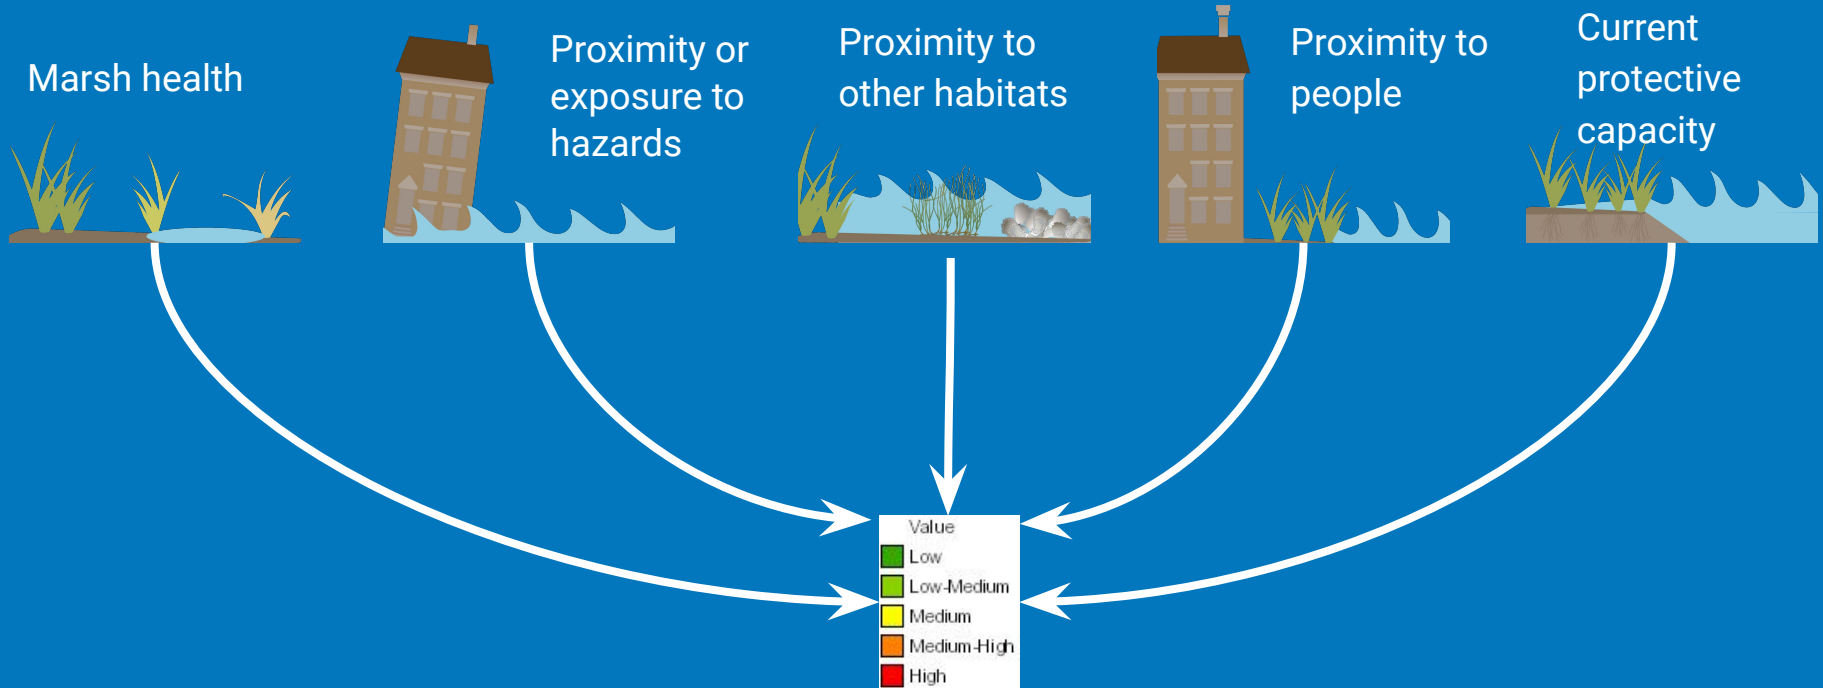 Marsh health
Proximity or
exposure to
hazards
Proximity to
other habitats
Proximity to
people
Current
protective
capacity
Value
Low
Low-Medium
Medium
Medium-High
High